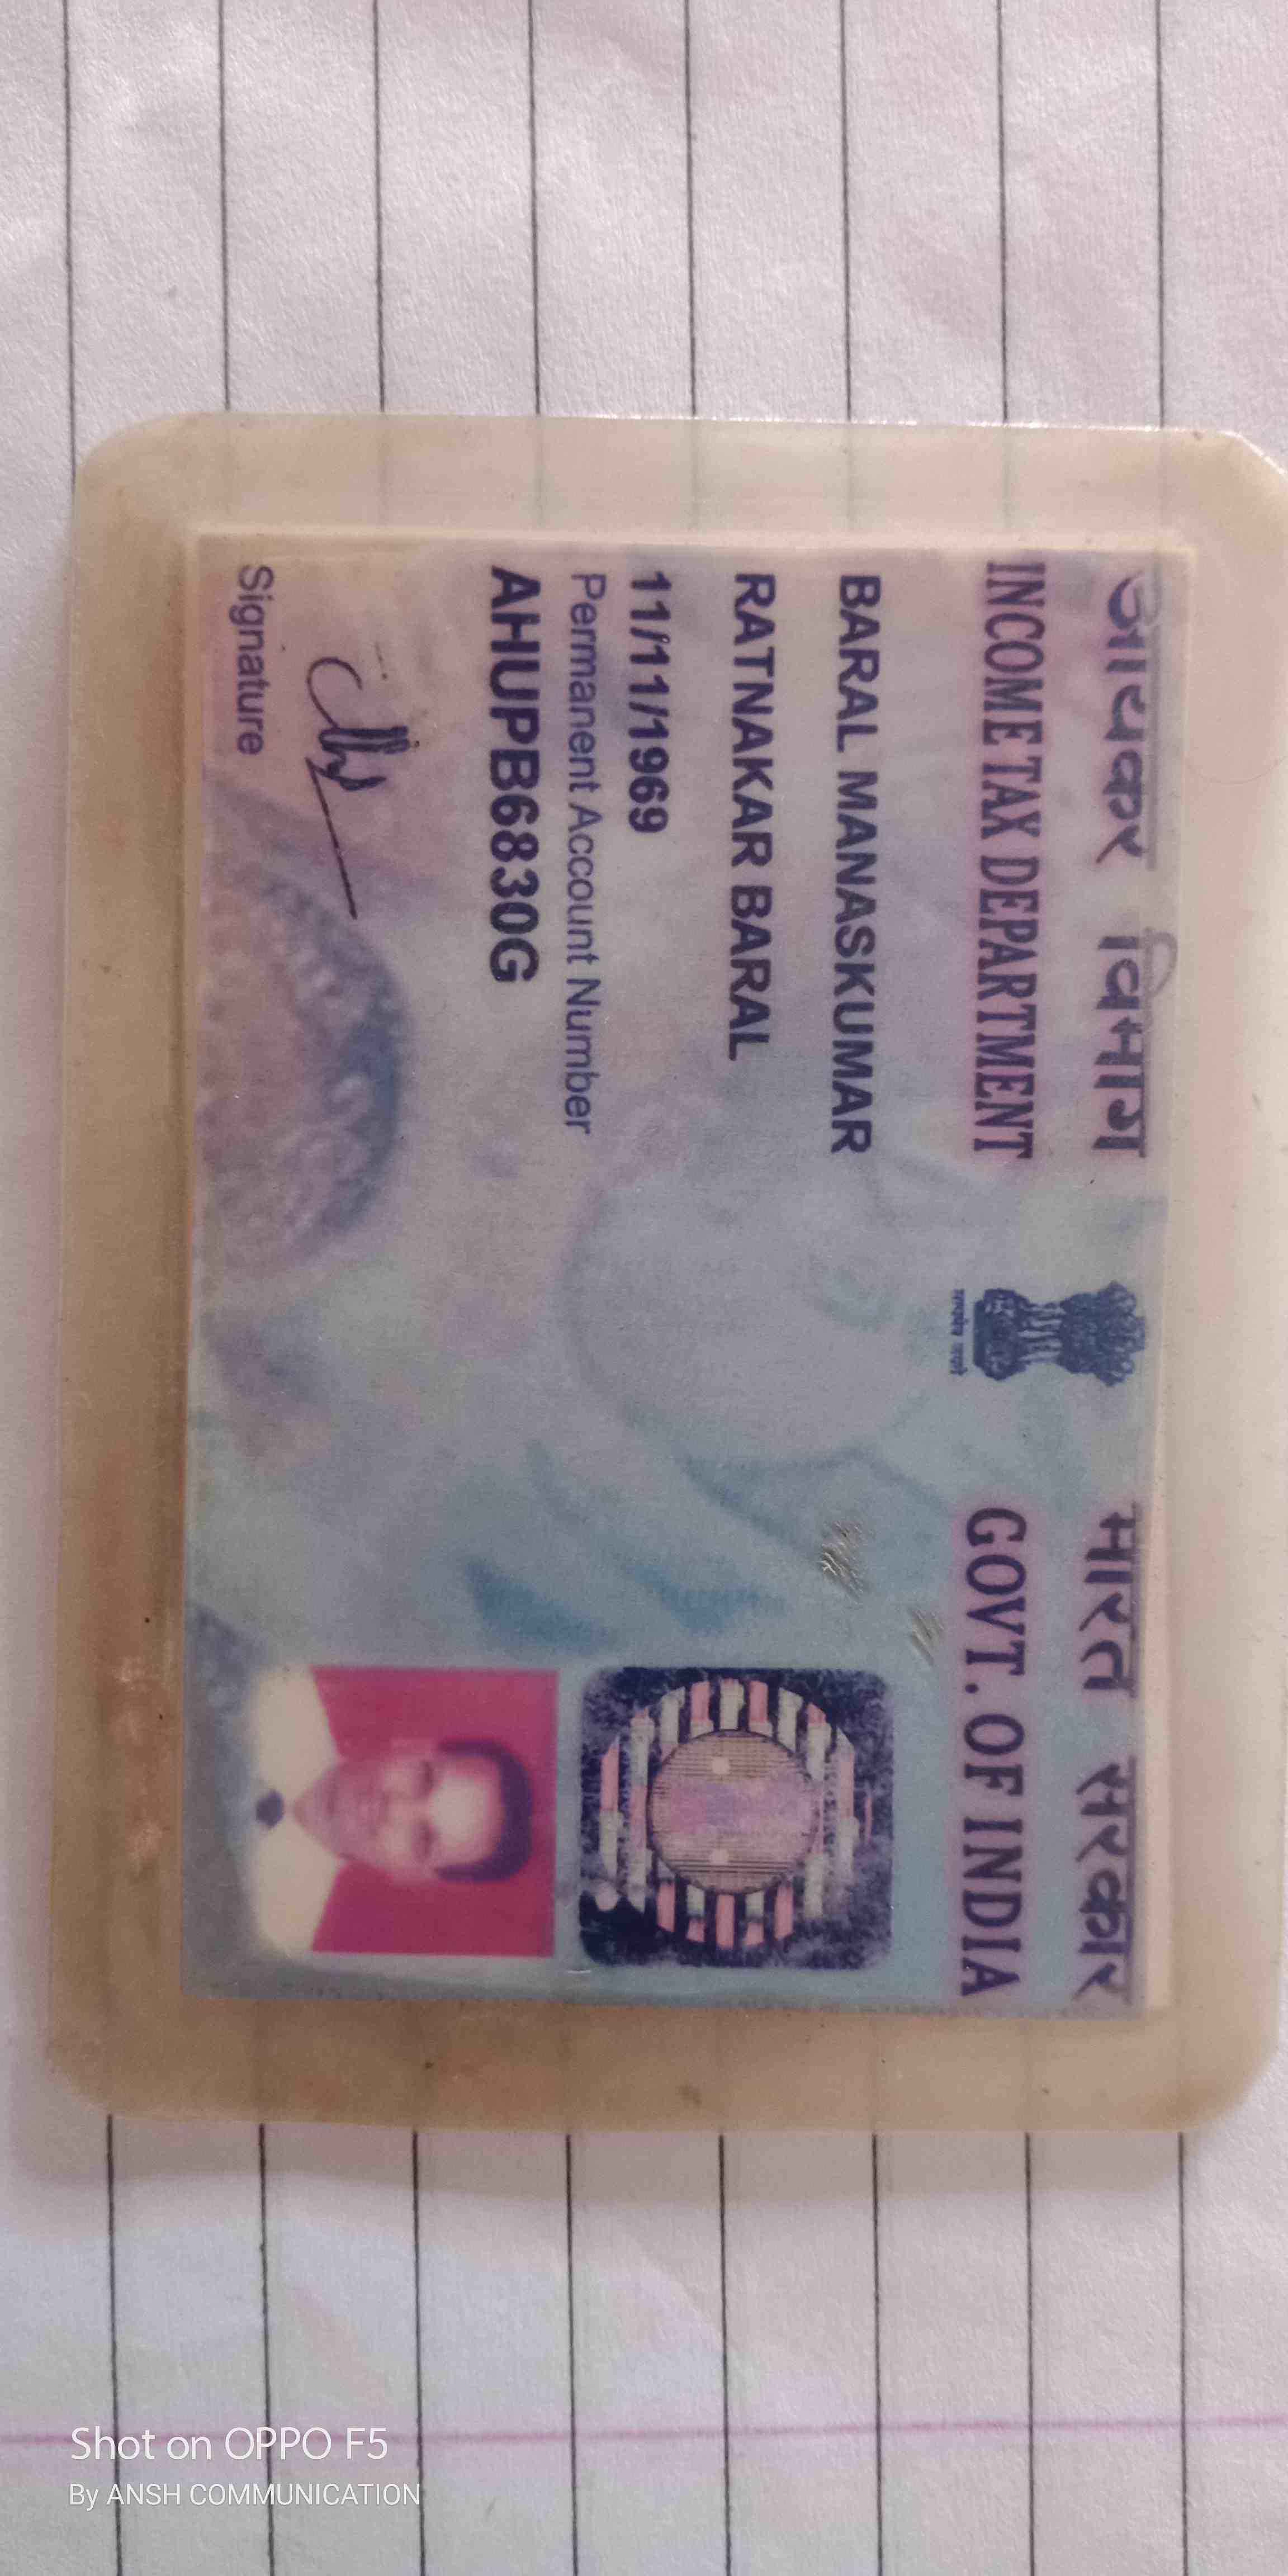 आयकर विभाग
INCOME TAX DEPARTMENT
भारत सरकार
GOVT. OF INDIA
सत्यमेव जयते
BARAL MANASKUMAR
RATNAKAR BARAL
11/11/1969
Permanent Account Number
AHUPB6830G
Signature
Shot on OPPO F5
By ANSH COMMUNICATION